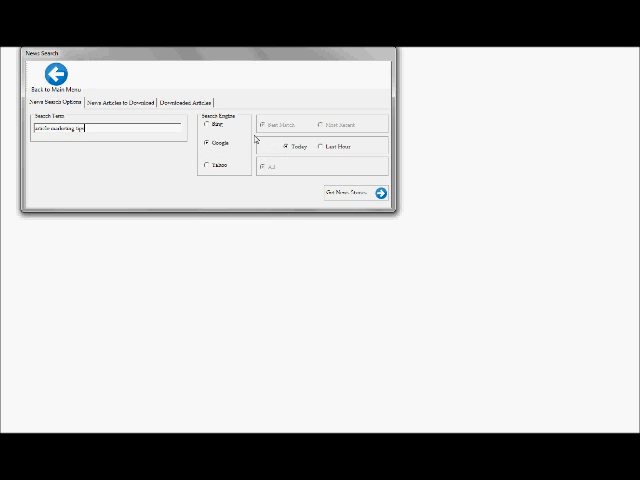 News Search
Back to Main Menu
News Search Options
News Articles to Download
Downloaded Articles
Search Term
article marketing tips
Search Engine
Bing
Google
Yahoo
Best Match
Most Recent
Today
Last Hour
All
Get News Stories